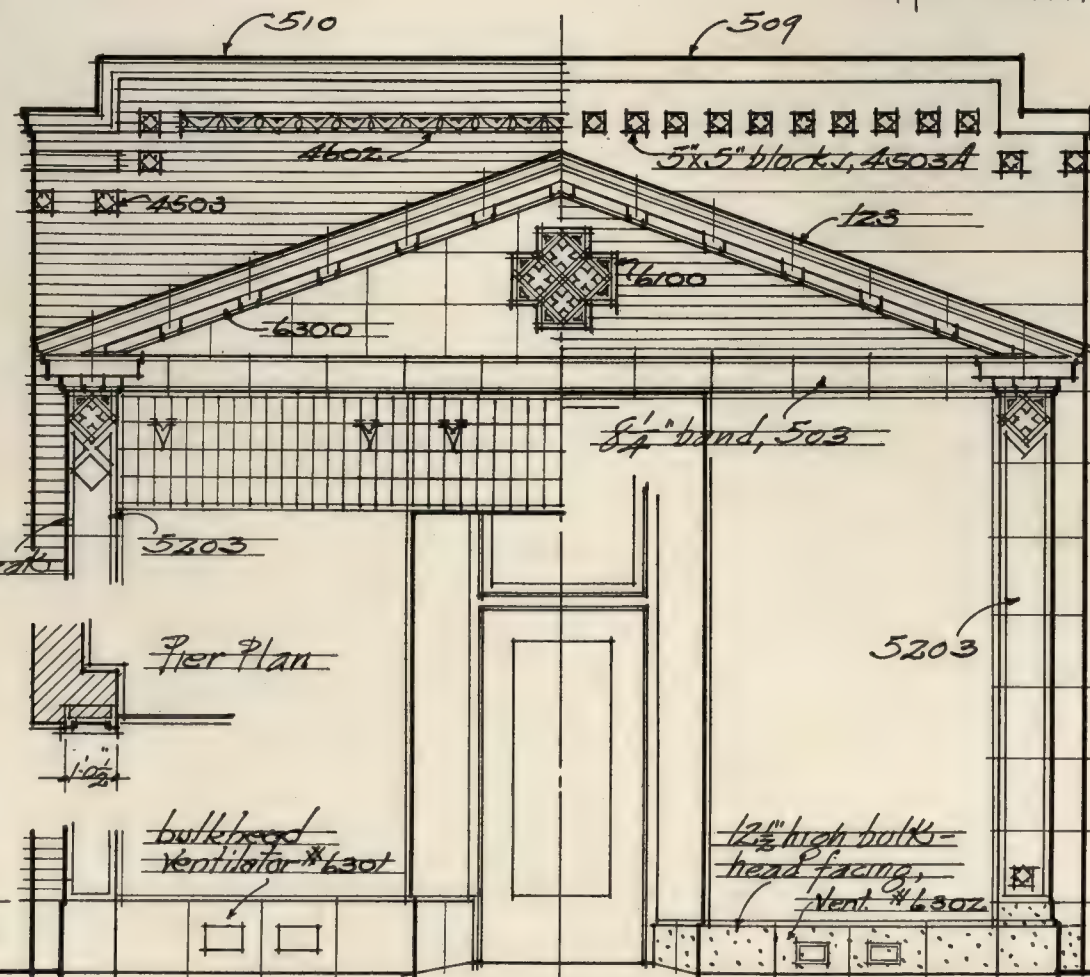 510
509
4602
5"x5" blocks, 4503A
4503
123
6100
6300
8¼" band, 503
5203
Pier Plan
5203
1'-0½"
bulkhead
Ventilator #6301
12½" high bulk-
head facing,
Vent. #6302